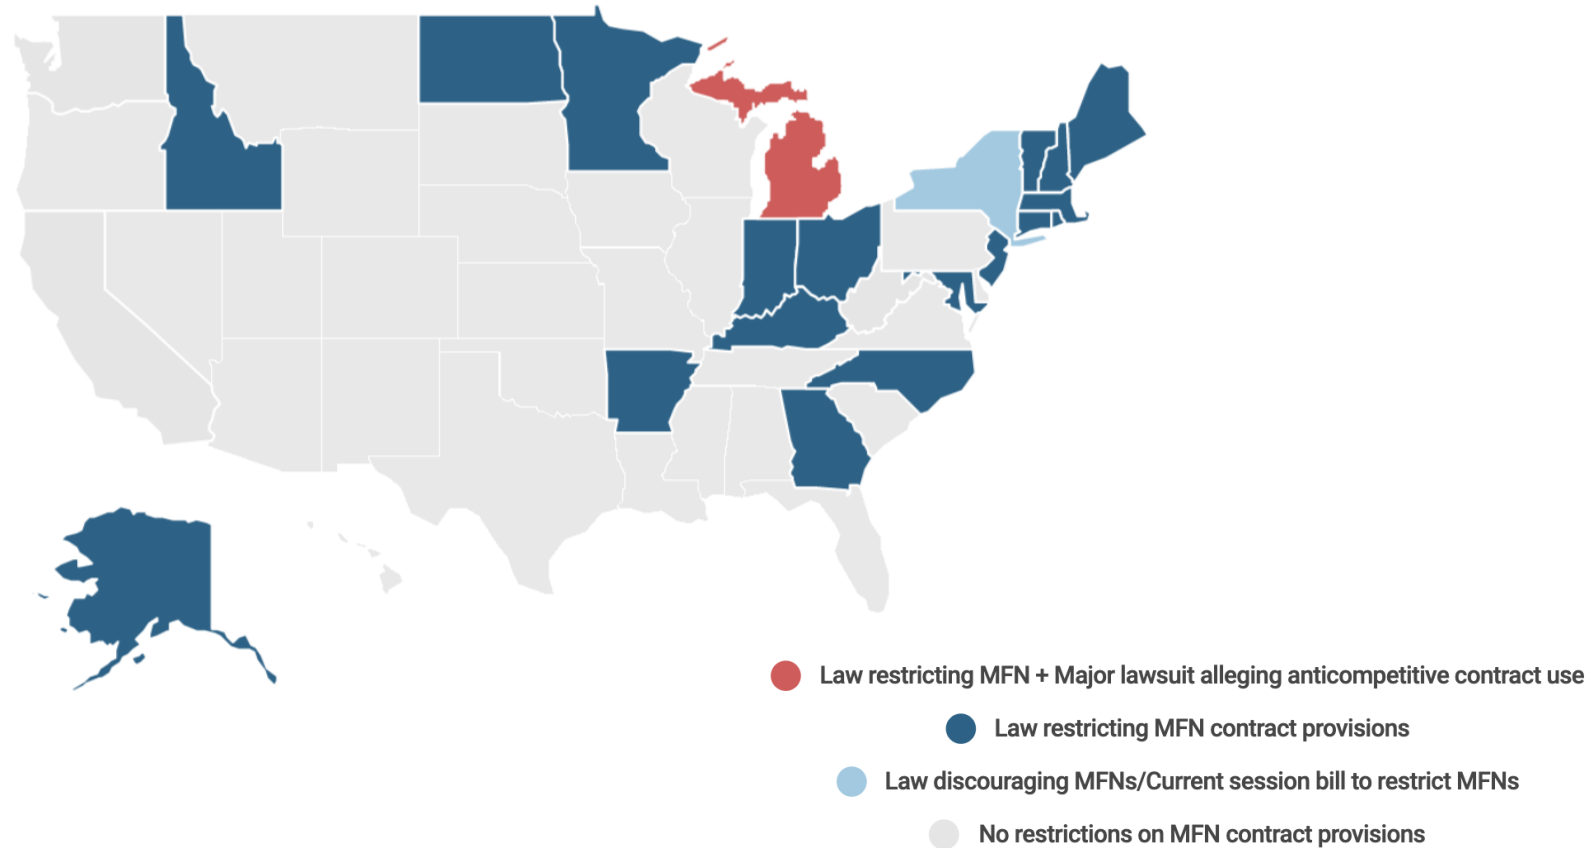 Law restricting MFN + Major lawsuit alleging anticompetitive contract use
Law restricting MFN contract provisions
Law discouraging MFNs/Current session bill to restrict MFNs
No restrictions on MFN contract provisions